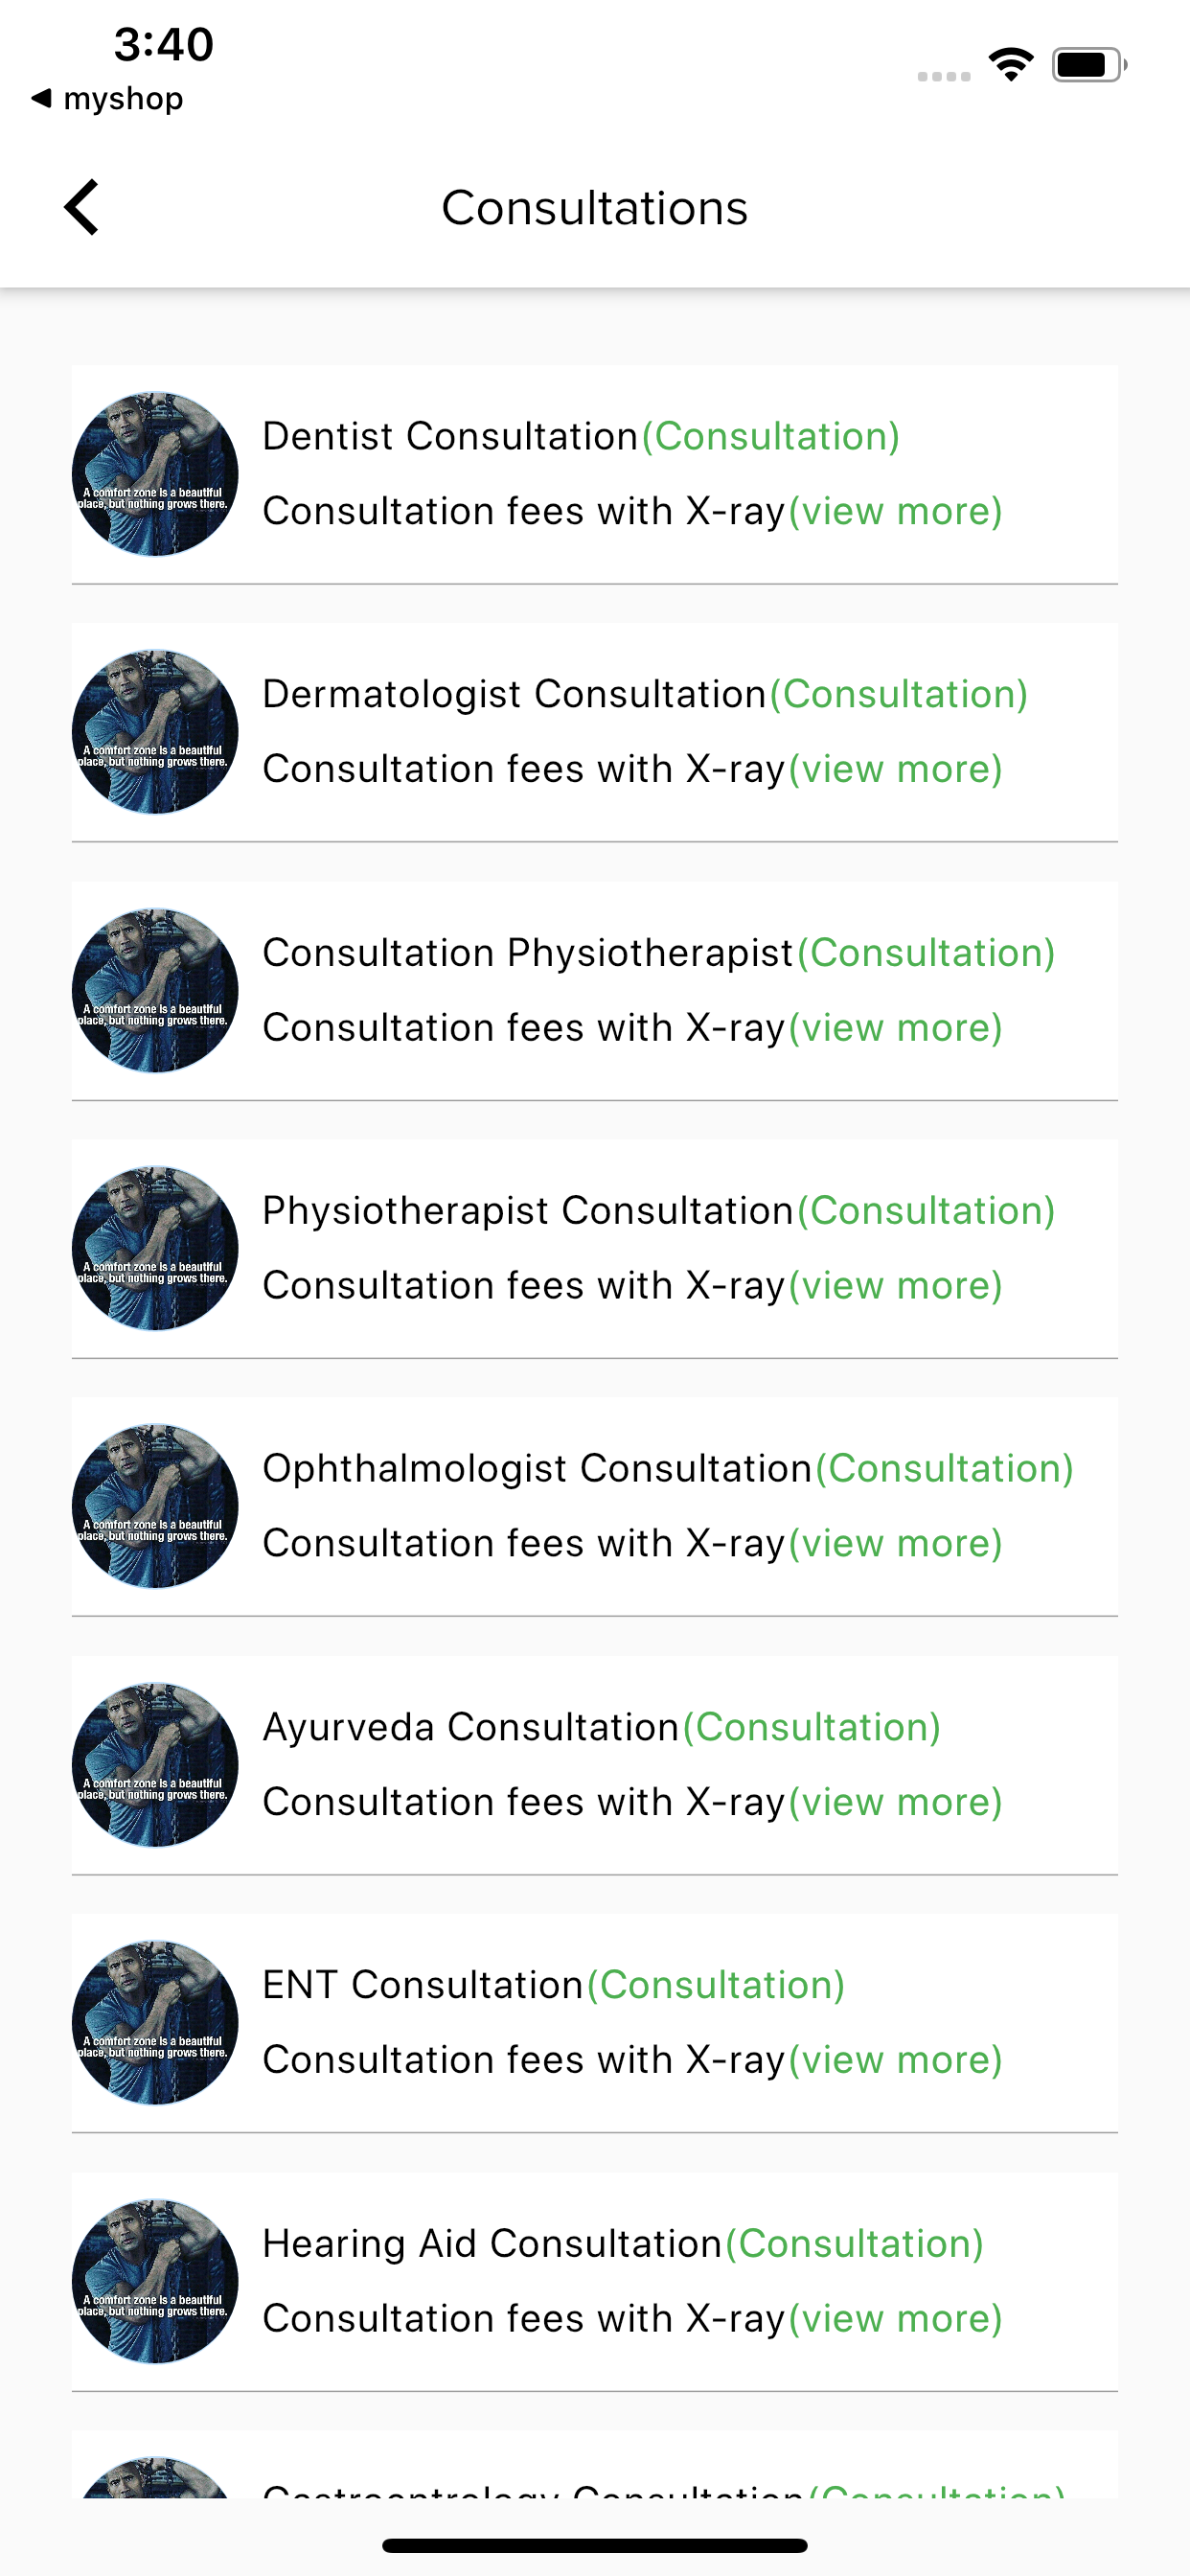 3:40
myshop
Consultations
Dentist Consultation(Consultation)
Consultation fees with X-ray(view more)
A comfort zone is a beautiful
place, but nothing grows there.
Dermatologist Consultation(Consultation)
Consultation fees with X-ray(view more)
A comfort zone is a beautiful
place, but nothing grows there.
Consultation Physiotherapist(Consultation)
Consultation fees with X-ray(view more)
A comfort zone is a beautiful
place, but nothing grows there.
Physiotherapist Consultation(Consultation)
Consultation fees with X-ray(view more)
A comfort zone is a beautiful
place, but nothing grows there.
Ophthalmologist Consultation(Consultation)
Consultation fees with X-ray(view more)
A comfort zone is a beautiful
place, but nothing grows there.
Ayurveda Consultation(Consultation)
Consultation fees with X-ray(view more)
A comfort zone is a beautiful
place, but nothing grows there.
ENT Consultation(Consultation)
Consultation fees with X-ray(view more)
A comfort zone is a beautiful
place, but nothing grows there.
Hearing Aid Consultation(Consultation)
Consultation fees with X-ray(view more)
A comfort zone is a beautiful
place, but nothing grows there.
Gastroentrology Consultation(Consultation)